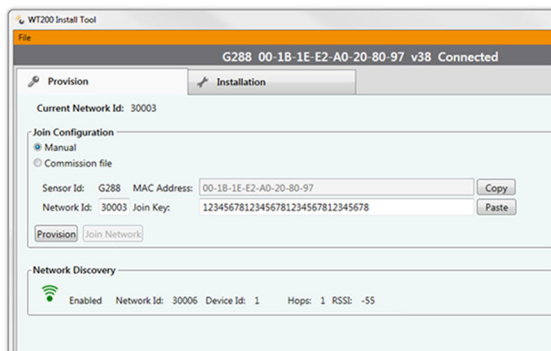 WT200 Install Tool
File
G288 00-1B-1E-E2-A0-20-80-97 v38 Connected
Provision Installation
Current Network Id: 30003
Join Configuration
Manual
Commission file
Sensor Id: G288 MAC Address: 00-1B-1E-E2-A0-20-80-97 Copy
Network Id: 30003 Join Key: 12345678123456781234567812345678 Paste
Provision Join Network
Network Discovery
Enabled Network Id: 30006 Device Id: 1 Hops: 1 RSSI: -55